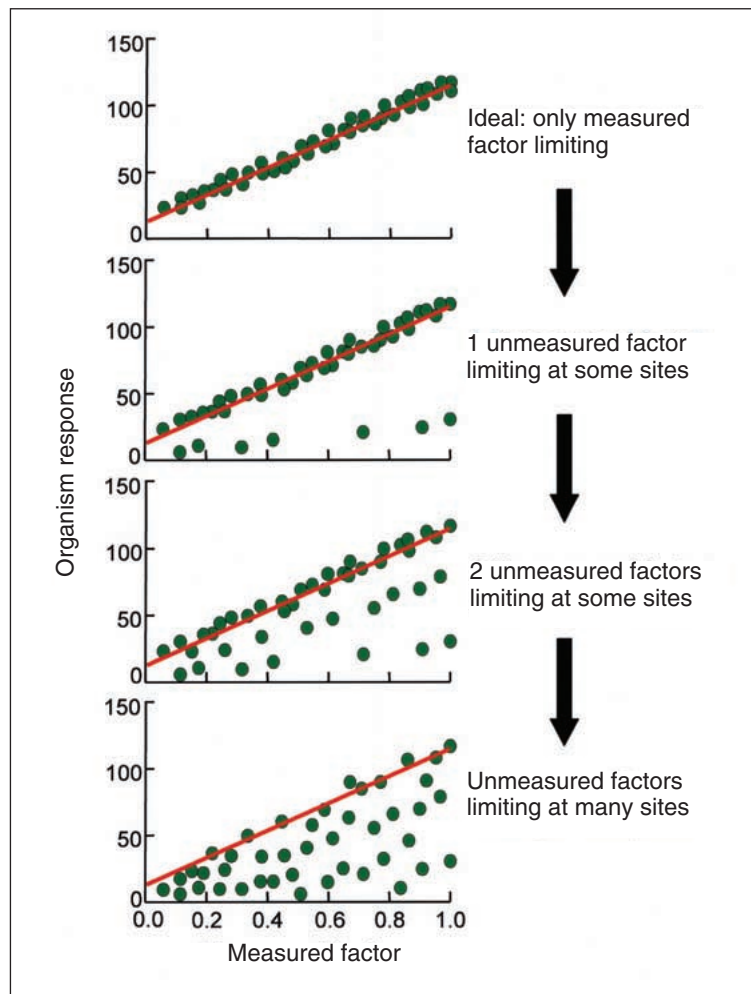 150
100
50
0
Ideal: only measured
factor limiting
150
100
50
0
1 unmeasured factor
limiting at some sites
Organism response
150
100
50
0
2 unmeasured factors
limiting at some sites
150
100
50
0
Unmeasured factors
limiting at many sites
0.0 0.2 0.4 0.6 0.8 1.0
Measured factor